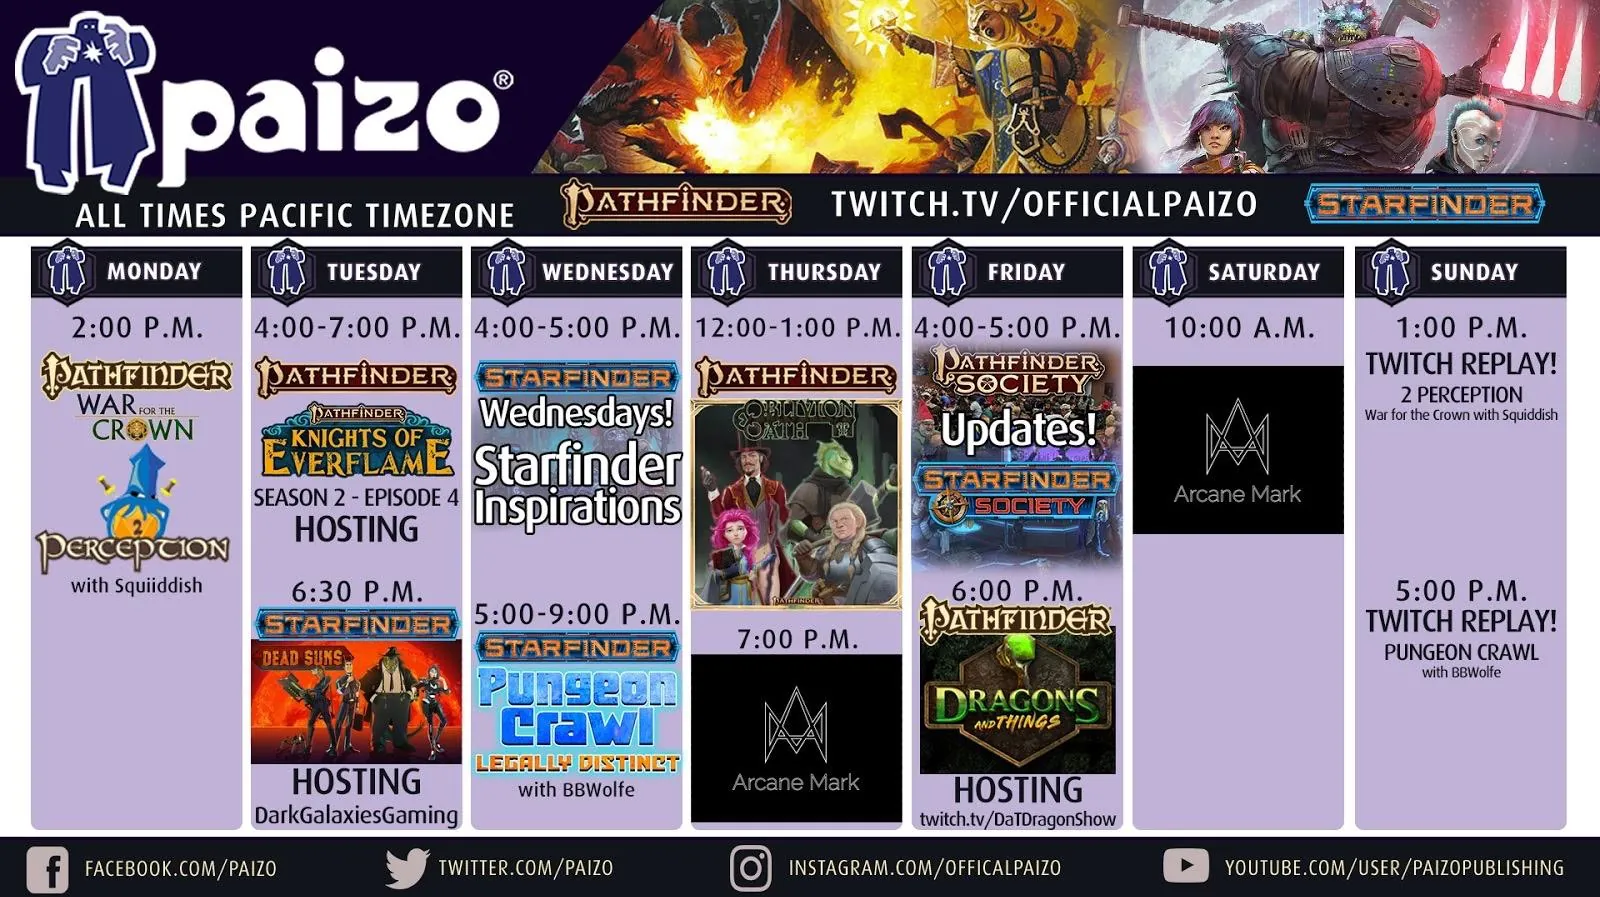 paizo®
ALL TIMES PACIFIC TIMEZONE
PATHFINDER
TWITCH.TV/OFFICIALPAIZO
STARFINDER
MONDAY
2:00 P.M.
PATHFINDER
WAR FOR THE
CROWN
2
PERCEPTION
with Squiiddish
TUESDAY
4:00-7:00 P.M.
PATHFINDER
PATHFINDER
KNIGHTS OF
EVERFLAME
SEASON 2 - EPISODE 4
HOSTING
6:30 P.M.
STARFINDER
DEAD SUNS
HOSTING
DarkGalaxiesGaming
WEDNESDAY
4:00-5:00 P.M.
STARFINDER
Wednesdays!
Starfinder
Inspirations
5:00-9:00 P.M.
STARFINDER
Pungeon
Crawl
LEGALLY DISTINCT
with BBWolfe
THURSDAY
12:00-1:00 P.M.
PATHFINDER
OBLIVION
OATH
PATHFINDER
7:00 P.M.
Arcane Mark
FRIDAY
4:00-5:00 P.M.
PATHFINDER
SOCIETY
Updates!
STARFINDER
SOCIETY
6:00 P.M.
PATHFINDER
DRAGONS
AND THINGS
HOSTING
twitch.tv/DaTDragonShow
SATURDAY
10:00 A.M.
Arcane Mark
SUNDAY
1:00 P.M.
TWITCH REPLAY!
2 PERCEPTION
War for the Crown with Squiddish
5:00 P.M.
TWITCH REPLAY!
PUNGEON CRAWL
with BBWolfe
FACEBOOK.COM/PAIZO
TWITTER.COM/PAIZO
INSTAGRAM.COM/OFFICALPAIZO
YOUTUBE.COM/USER/PAIZOPUBLISHING